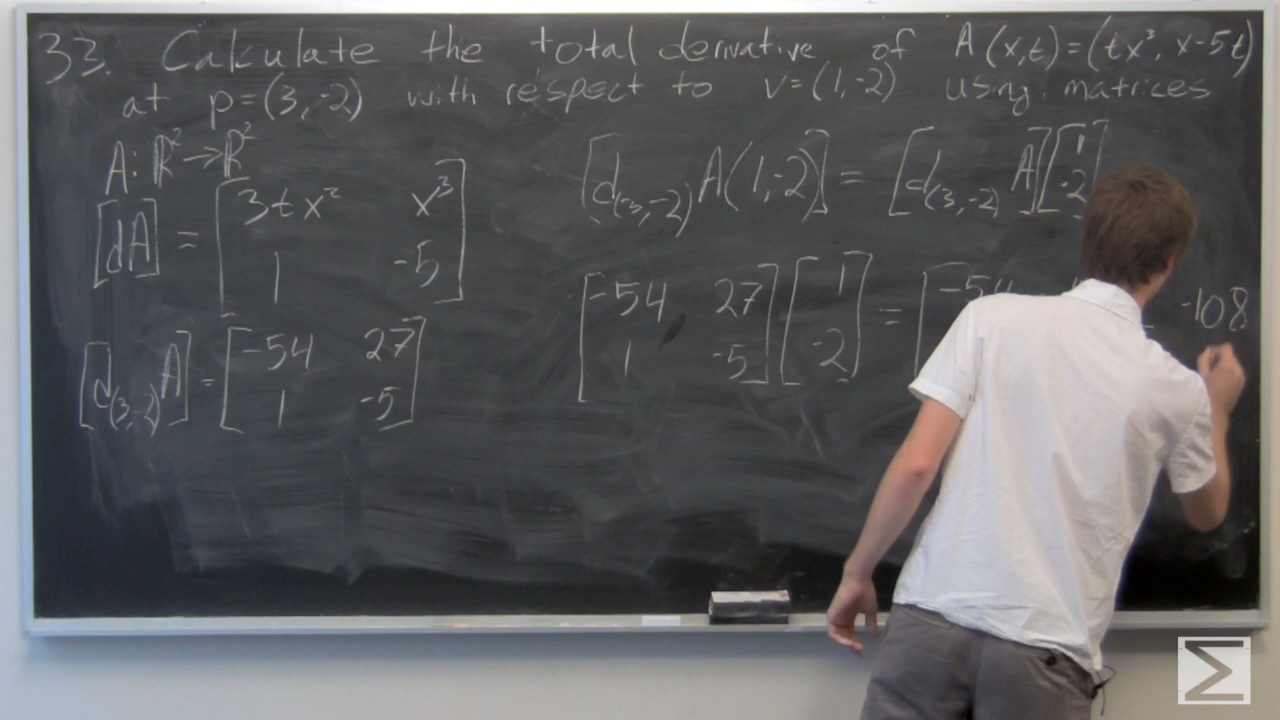 33. Calculate the total derivative of A(x,t)=(tx³, x-5t)
at p=(3,-2) with respect to v=(1,-2) using matrices
A: ℝ²→ℝ²
[dA] = [3tx² x³
1 -5]
[d₍₃,₋₂₎A] = [-54 27
1 -5]
[d₍₃,₋₂₎A(1,-2)] = [d₍₃,₋₂₎A][1
-2]
[-54 27
1 -5] [1
-2] = [-54
-108
Σ